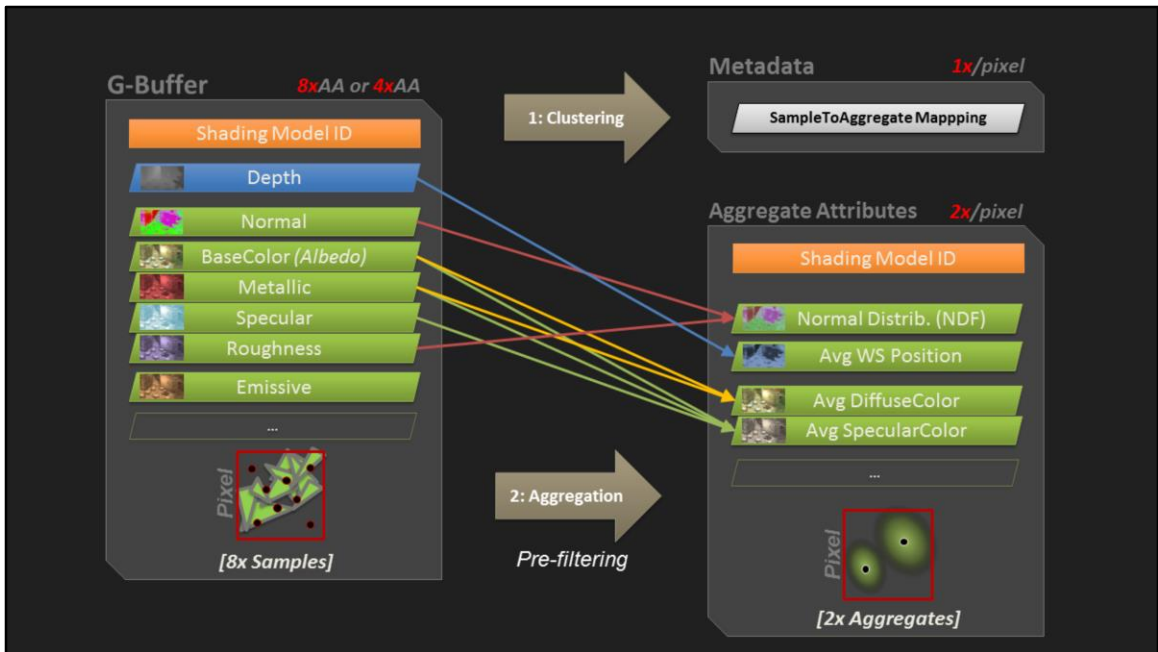 G-Buffer
8xAA or 4xAA
Shading Model ID
Depth
Normal
BaseColor (Albedo)
Metallic
Specular
Roughness
Emissive
...
Pixel
[8x Samples]
1: Clustering
2: Aggregation
Pre-filtering
Metadata
1x/pixel
SampleToAggregate Mappping
Aggregate Attributes
2x/pixel
Shading Model ID
Normal Distrib. (NDF)
Avg WS Position
Avg DiffuseColor
Avg SpecularColor
...
Pixel
[2x Aggregates]